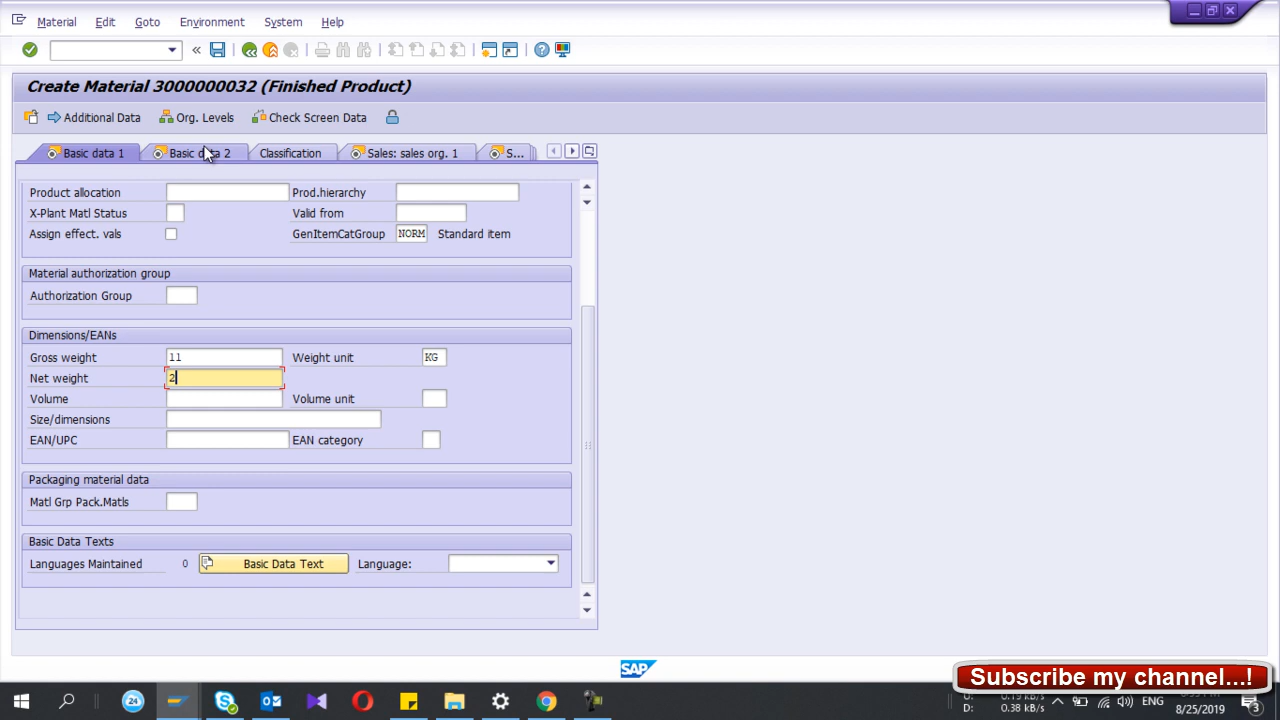 Material Edit Goto Environment System Help
Create Material 3000000032 (Finished Product)
Additional Data Org. Levels Check Screen Data
Basic data 1 Basic data 2 Classification Sales: sales org. 1 S...
Product allocation Prod.hierarchy
X-Plant Matl Status Valid from
Assign effect. vals GenItemCatGroup NORM Standard item
Material authorization group
Authorization Group
Dimensions/EANs
Gross weight 11 Weight unit KG
Net weight 2
Volume Volume unit
Size/dimensions
EAN/UPC EAN category
Packaging material data
Matl Grp Pack.Matls
Basic Data Texts
Languages Maintained 0 Basic Data Text Language:
SAP
Subscribe my channel...!
24
D: 0.38 kB/s ENG 8/25/2019 3